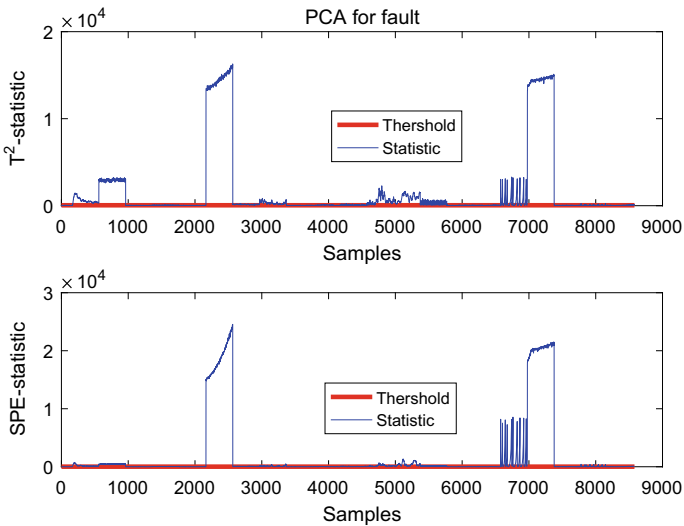 PCA for fault
× 10^4
T^2-statistic
2
1
0
Thershold
Statistic
0 1000 2000 3000 4000 5000 6000 7000 8000 9000
Samples
× 10^4
SPE-statistic
3
2
1
0
Thershold
Statistic
0 1000 2000 3000 4000 5000 6000 7000 8000 9000
Samples